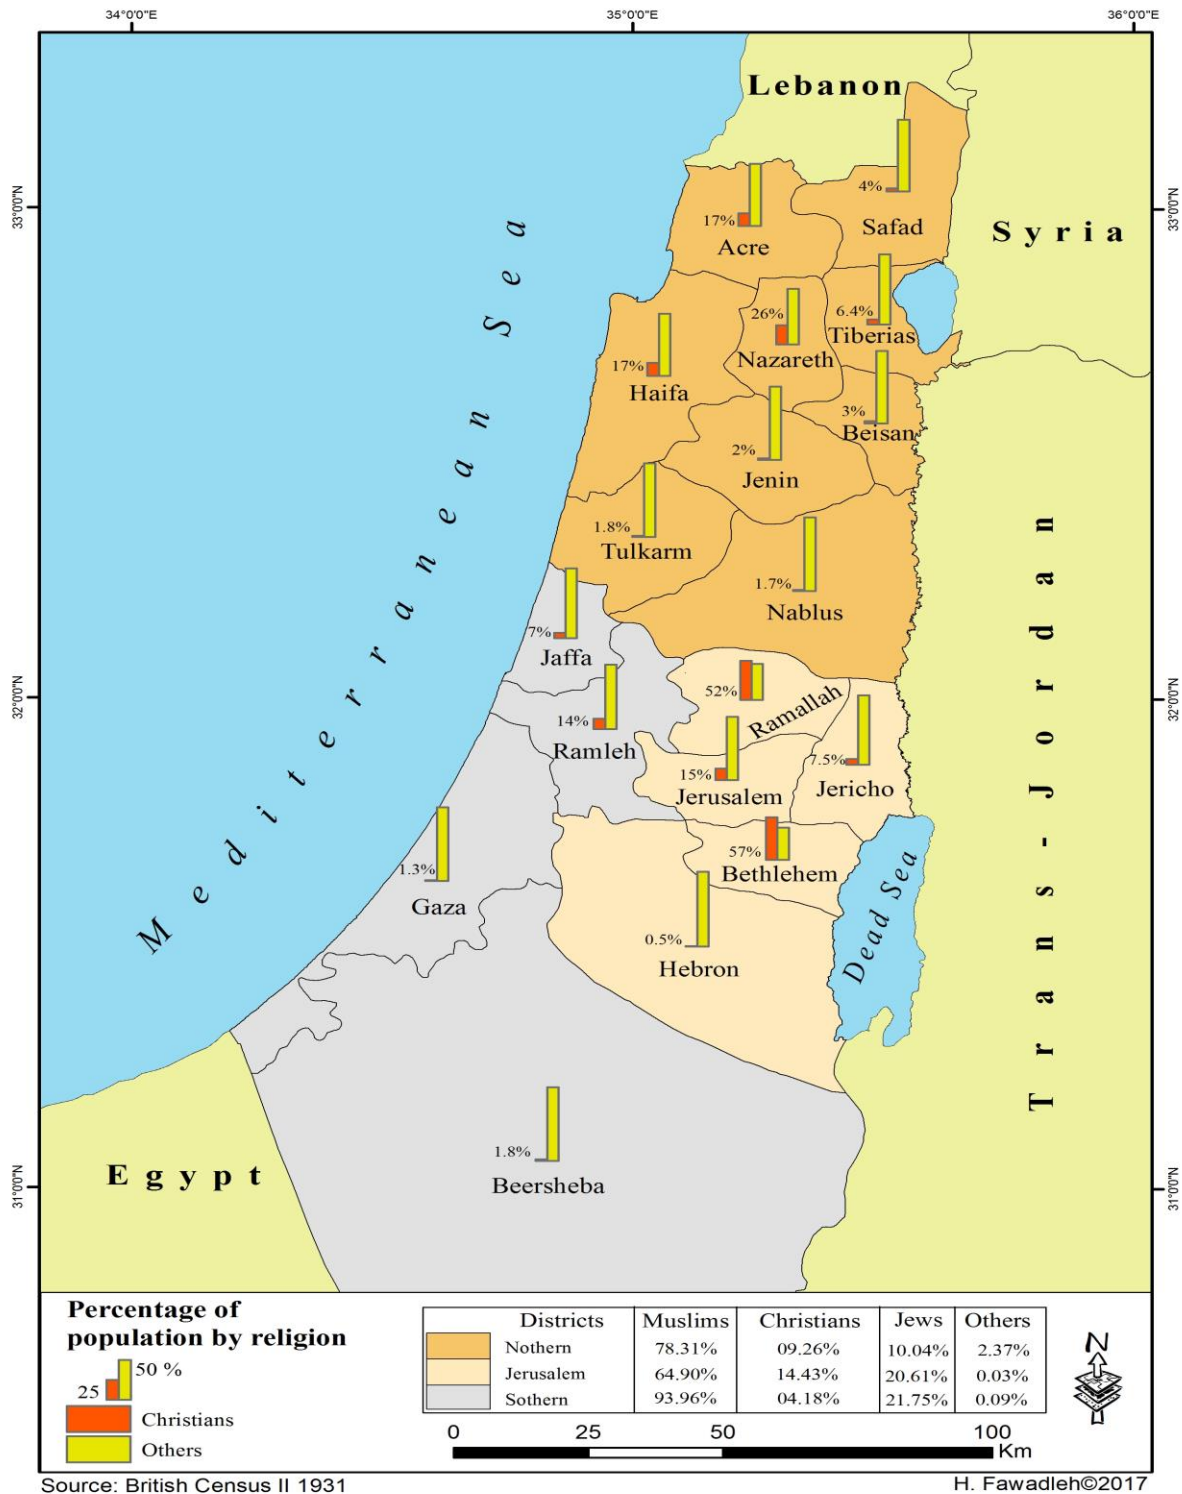 34°0'0"E 35°0'0"E 36°0'0"E
Lebanon
4%
33°0'0"N 33°0'0"N
17%
Safad
Syria
Acre
6.4%
26%
Tiberias
Nazareth
17%
Haifa
3%
Beisan
2%
Jenin
Mediterranean Sea
1.8%
Tulkarm
1.7%
Nablus
Trans-Jordan
7%
Jaffa
52%
Ramallah
32°0'0"N 32°0'0"N
14%
Ramleh
15%
Jerusalem
7.5%
Jericho
57%
Bethlehem
1.3%
Gaza
Dead Sea
0.5%
Hebron
1.8%
Beersheba
Egypt
31°0'0"N 31°0'0"N
Percentage of
population by religion
50 %
25
Christians
Others
Districts Muslims Christians Jews Others
Nothern 78.31% 09.26% 10.04% 2.37%
Jerusalem 64.90% 14.43% 20.61% 0.03%
Sothern 93.96% 04.18% 21.75% 0.09%
N
0 25 50 100
Km
Source: British Census II 1931
H. Fawadleh©2017